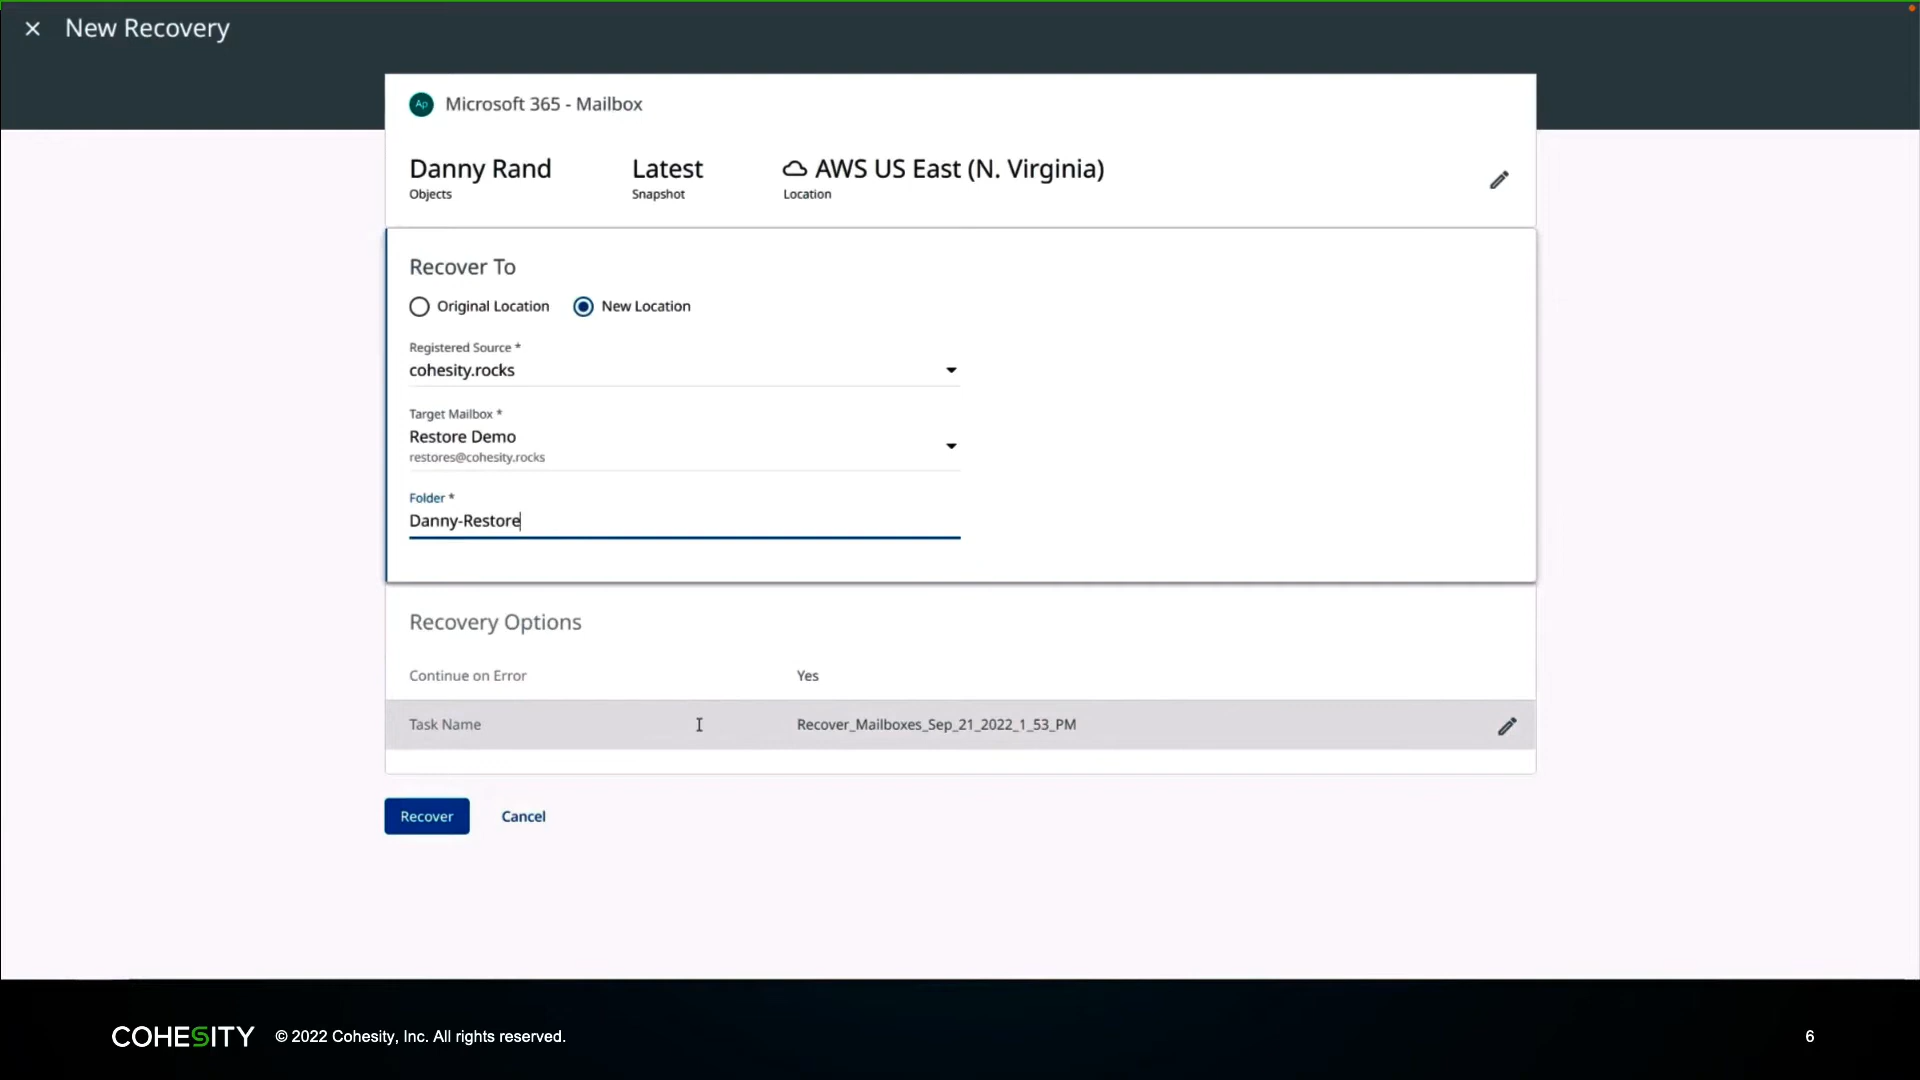 New Recovery
Ap Microsoft 365 - Mailbox
Danny Rand Latest AWS US East (N. Virginia)
Objects Snapshot Location
Recover To
Original Location New Location
Registered Source *
cohesity.rocks
Target Mailbox *
Restore Demo
restores@cohesity.rocks
Folder *
Danny-Restore
Recovery Options
Continue on Error Yes
Task Name Recover_Mailboxes_Sep_21_2022_1_53_PM
Recover Cancel
COHESITY © 2022 Cohesity, Inc. All rights reserved. 6